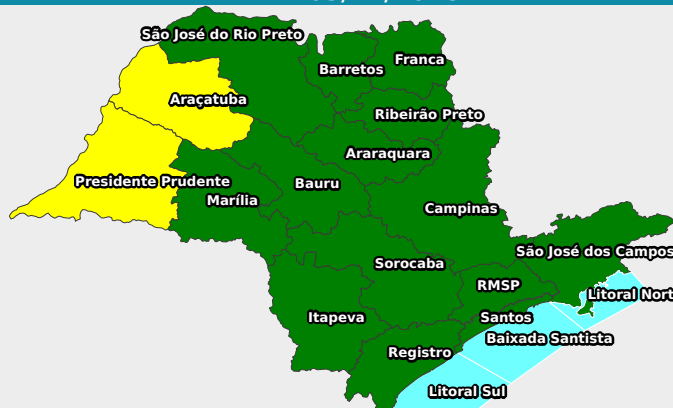 São José do Rio Preto
Franca
Barretos
Araçatuba
Ribeirão Preto
Araraquara
Presidente Prudente
Bauru
Marília
Campinas
São José dos Campos
Sorocaba
RMSP
Litoral Nort
Itapeva
Santos
Baixada Santista
Registro
Litoral Sul